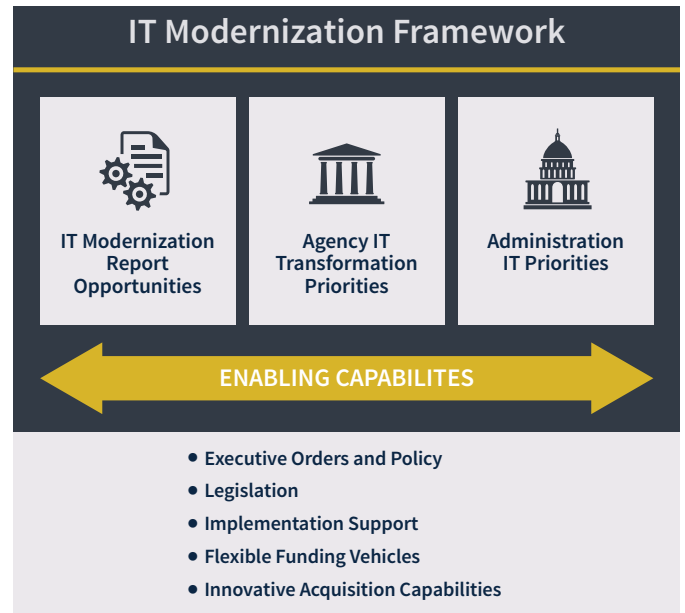 IT Modernization Framework
IT Modernization
Report
Opportunities
Agency IT
Transformation
Priorities
Administration
IT Priorities
ENABLING CAPABILITES
• Executive Orders and Policy
• Legislation
• Implementation Support
• Flexible Funding Vehicles
• Innovative Acquisition Capabilities